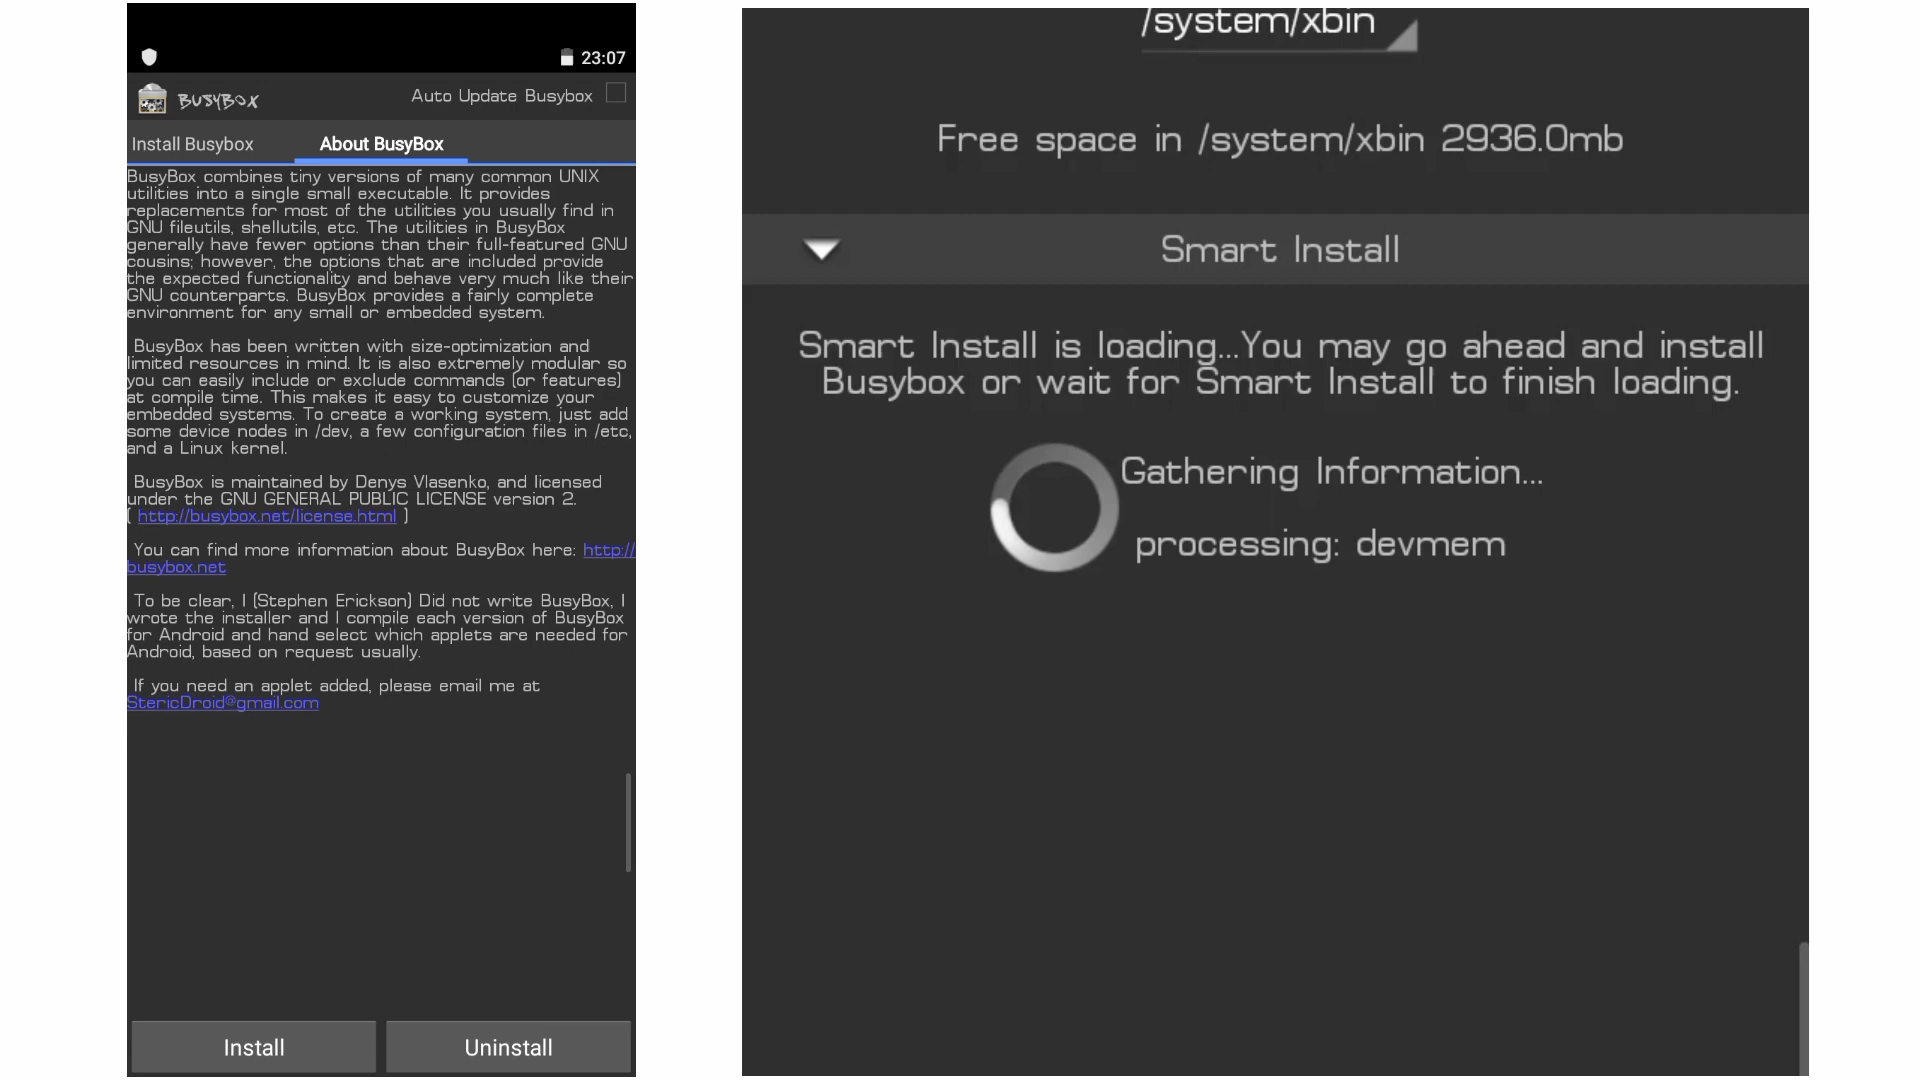 23:07
BUSYBOX
Auto Update Busybox
Install Busybox
About BusyBox
BusyBox combines tiny versions of many common UNIX
utilities into a single small executable. It provides
replacements for most of the utilities you usually find in
GNU fileutils, shellutils, etc. The utilities in BusyBox
generally have fewer options than their full-featured GNU
cousins; however, the options that are included provide
the expected functionality and behave very much like their
GNU counterparts. BusyBox provides a fairly complete
environment for any small or embedded system.
BusyBox has been written with size-optimization and
limited resources in mind. It is also extremely modular so
you can easily include or exclude commands (or features)
at compile time. This makes it easy to customize your
embedded systems. To create a working system, just add
some device nodes in /dev, a few configuration files in /etc,
and a Linux kernel.
BusyBox is maintained by Denys Vlasenko, and licensed
under the GNU GENERAL PUBLIC LICENSE version 2.
( http://busybox.net/license.html )
You can find more information about BusyBox here: http://
busybox.net
To be clear, I (Stephen Erickson) Did not write BusyBox, I
wrote the installer and I compile each version of BusyBox
for Android and hand select which applets are needed for
Android, based on request usually.
If you need an applet added, please email me at
StericDroid@gmail.com
Install
Uninstall
/system/xbin
Free space in /system/xbin 2936.0mb
Smart Install
Smart Install is loading...You may go ahead and install
Busybox or wait for Smart Install to finish loading.
Gathering Information...
processing: devmem